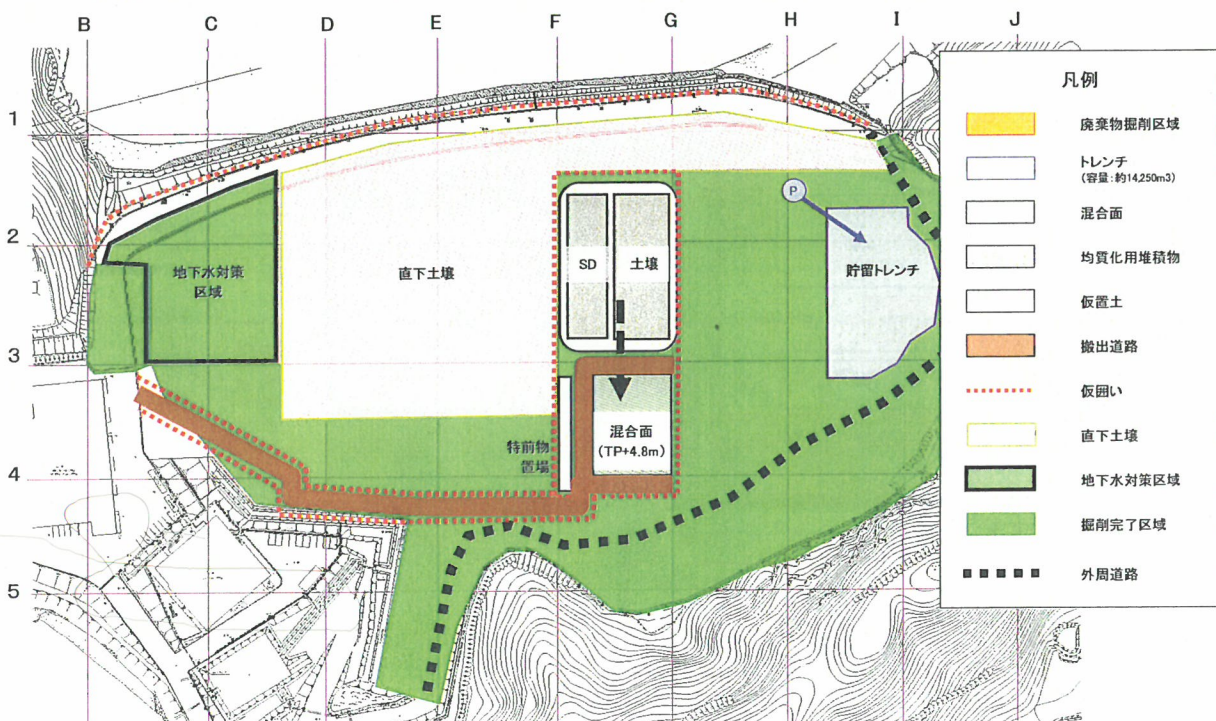 B C D E F G H I J
1
2
3
4
5
地下水対策
区域
直下土壌
SD
土壌
P
貯留トレンチ
特前物
置場
混合面
(TP+4.8m)
凡例
廃棄物掘削区域
トレンチ
(容量:約14,250m3)
混合面
均質化用堆積物
仮置土
搬出道路
仮囲い
直下土壌
地下水対策区域
掘削完了区域
外周道路